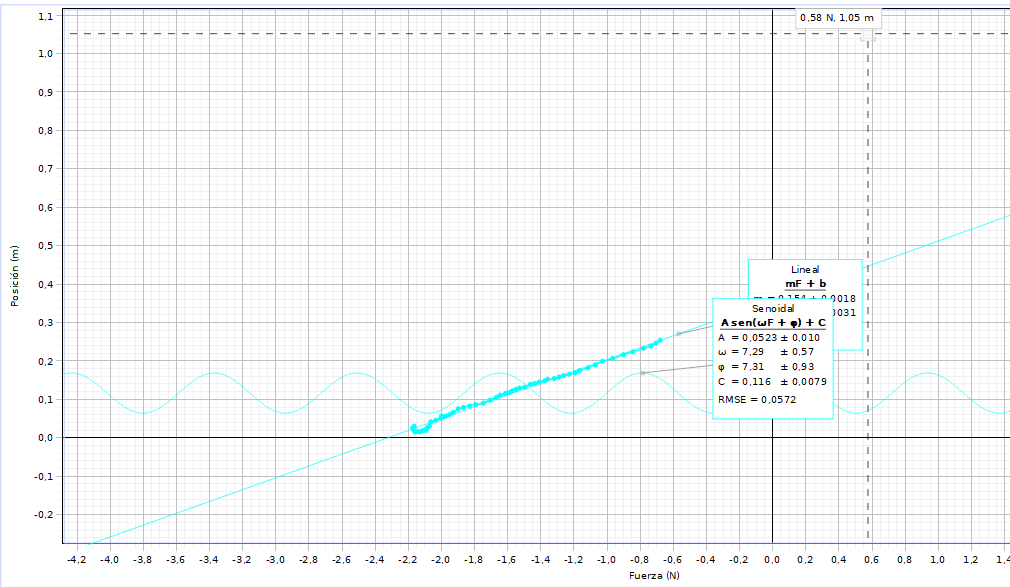 0,58 N, 1,05 m
1,1
1,0
0,9
0,8
0,7
0,6
0,5
0,4
0,3
0,2
0,1
0,0
-0,1
-0,2
Posición (m)
Lineal
mF + b
m = 0,154 ± 0,0018
0031
Senoidal
A sen(ωF + φ) + C
A = 0,0523 ± 0,010
ω = 7,29 ± 0,57
φ = 7,31 ± 0,93
C = 0,116 ± 0,0079
RMSE = 0,0572
-4,2 -4,0 -3,8 -3,6 -3,4 -3,2 -3,0 -2,8 -2,6 -2,4 -2,2 -2,0 -1,8 -1,6 -1,4 -1,2 -1,0 -0,8 -0,6 -0,4 -0,2 0,0 0,2 0,4 0,6 0,8 1,0 1,2 1,4
Fuerza (N)